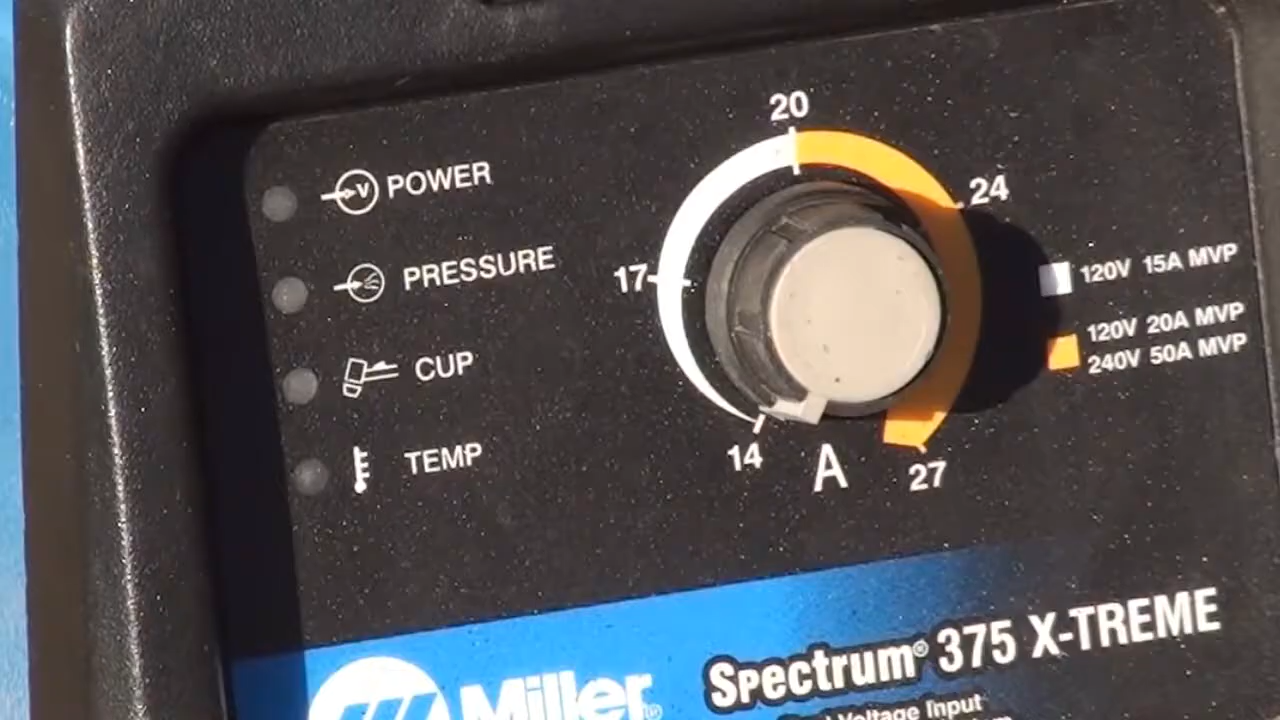 20
POWER
24
PRESSURE
17
120V 15A MVP
120V 20A MVP
240V 50A MVP
CUP
TEMP
14
A
27
Spectrum® 375 X-TREME
Miller®
Voltage Input